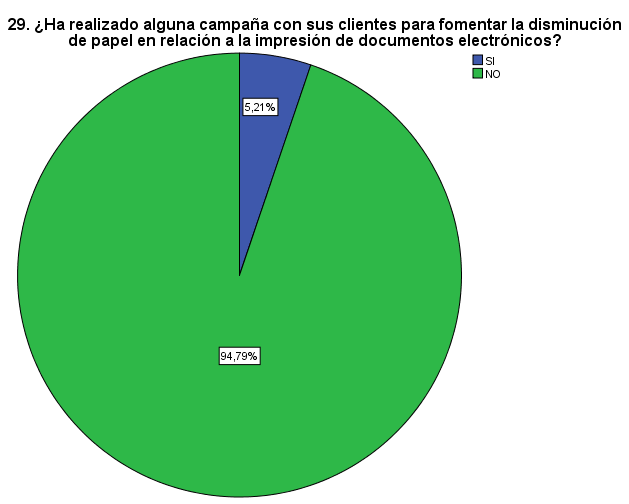 29. ¿Ha realizado alguna campaña con sus clientes para fomentar la disminución
de papel en relación a la impresión de documentos electrónicos?
SI
NO
5,21%
94,79%